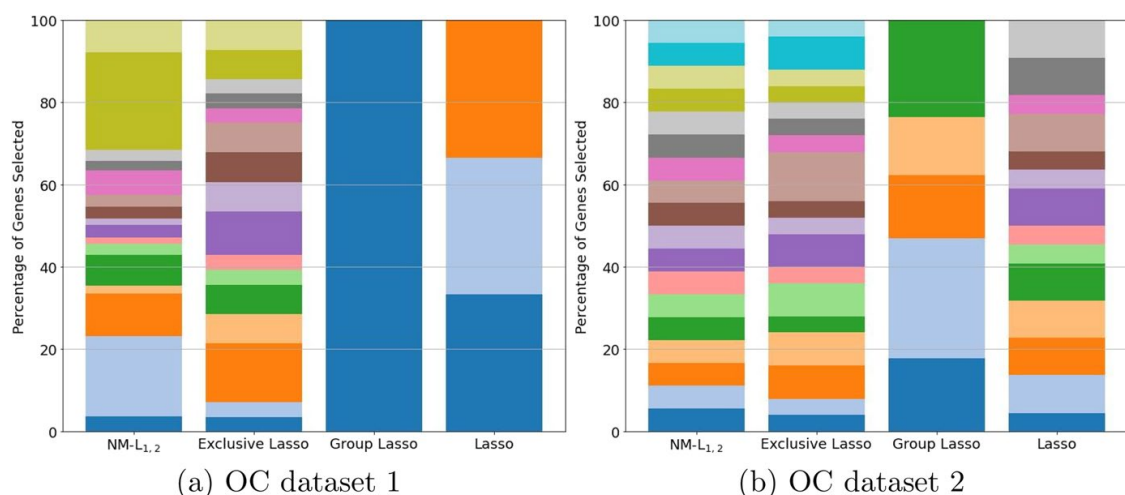 Percentage of Genes Selected
100
80
60
40
20
0
NM-L1,2 Exclusive Lasso Group Lasso Lasso
(a) OC dataset 1
Percentage of Genes Selected
100
80
60
40
20
0
NM-L1,2 Exclusive Lasso Group Lasso Lasso
(b) OC dataset 2